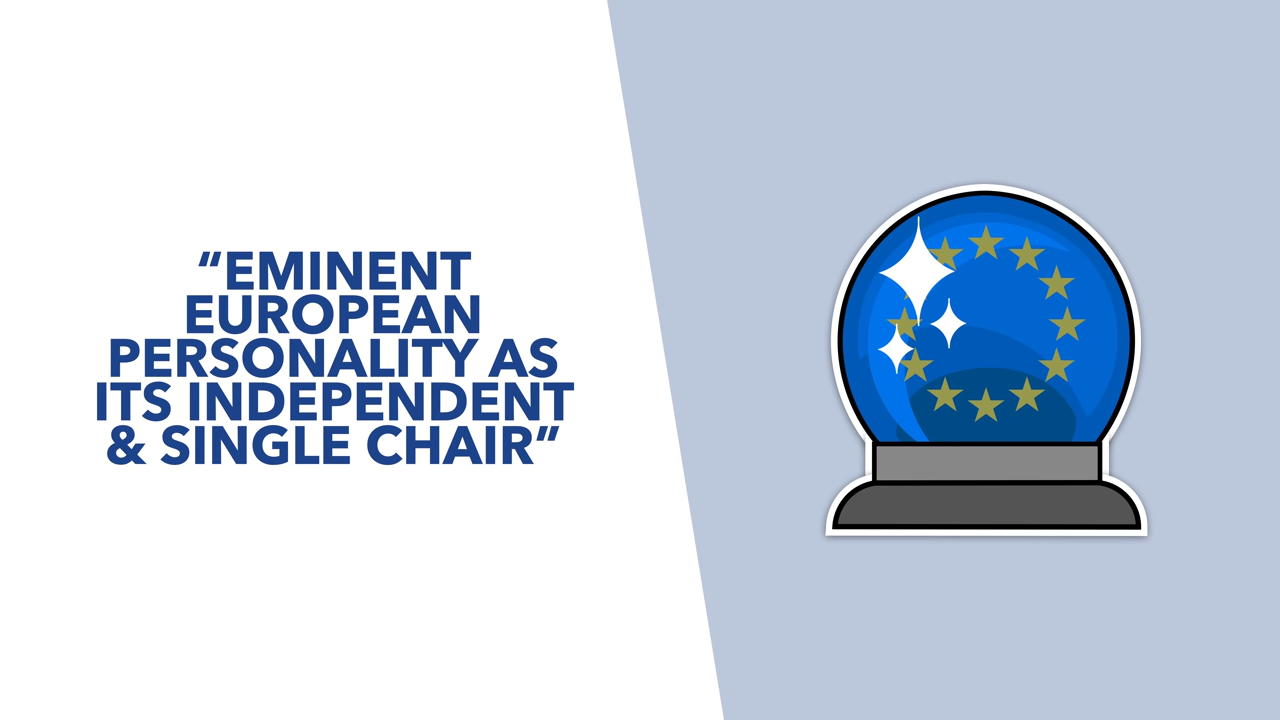 “EMINENT
EUROPEAN
PERSONALITY AS
ITS INDEPENDENT
& SINGLE CHAIR”